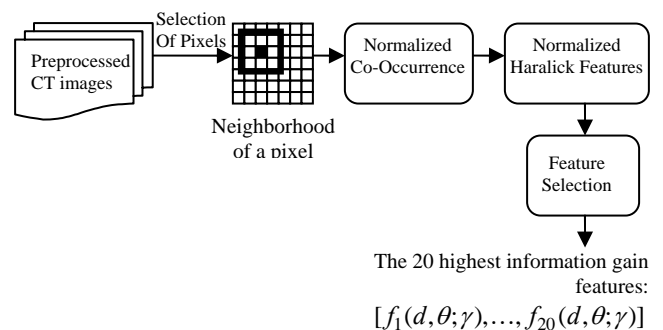 Selection
Of Pixels
Preprocessed
CT images
Neighborhood
of a pixel
Normalized
Co-Occurrence
Normalized
Haralick Features
Feature
Selection
The 20 highest information gain
features:
[f₁(d,θ;γ),…, f₂₀(d,θ;γ)]